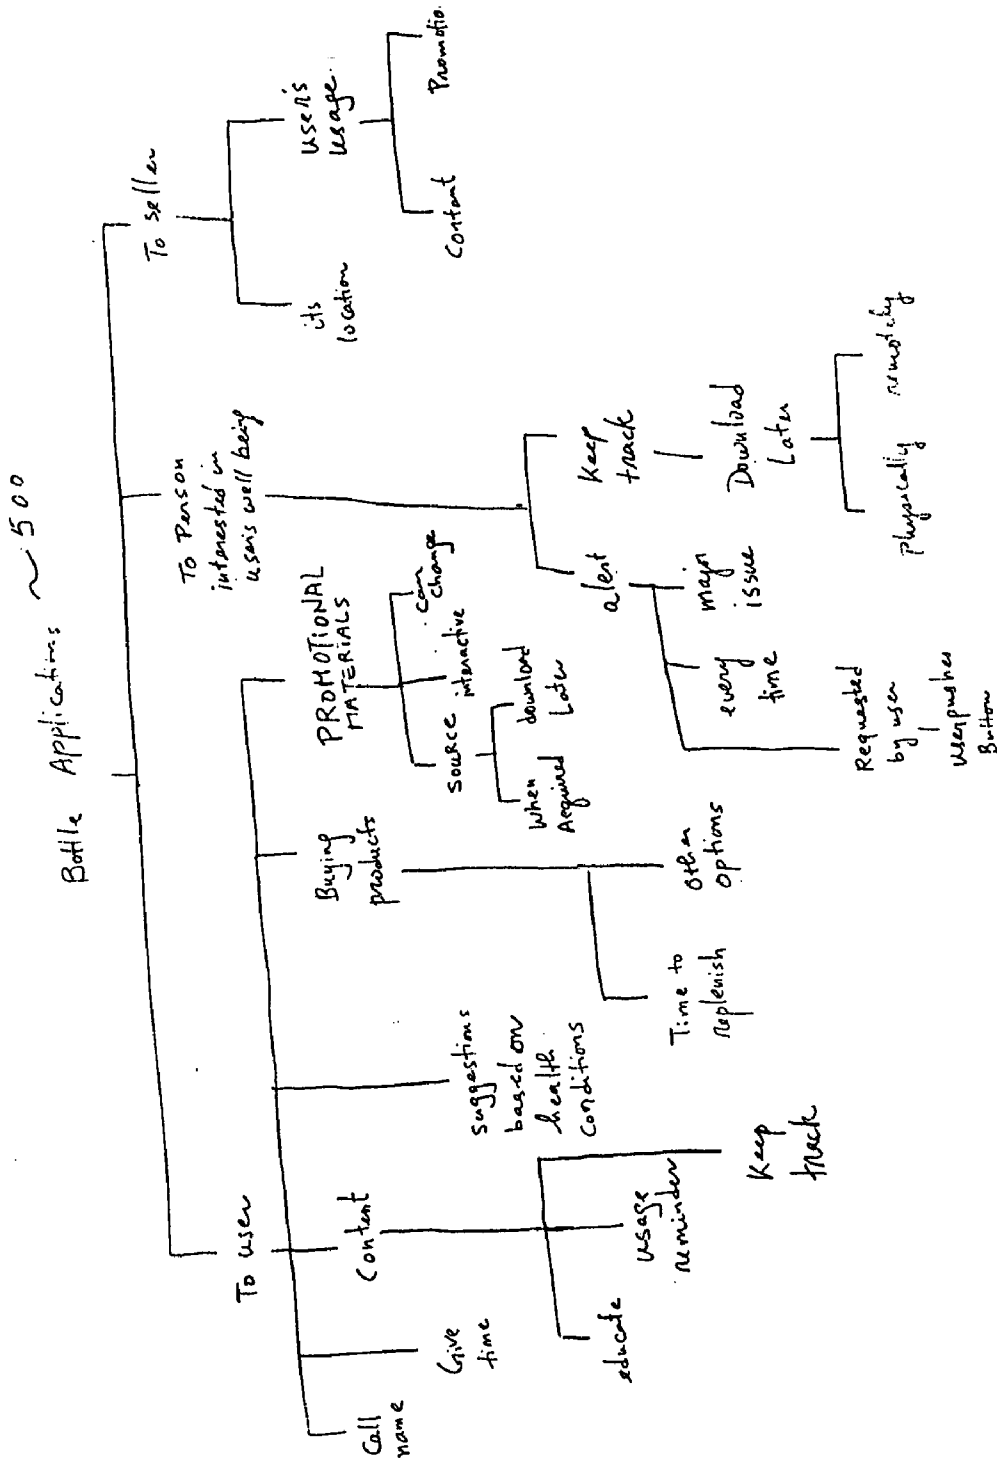 Bottle Applications ~500
To user
To Person
interested in
user's well being
To seller
Call
name
Give
time
Content
suggestions
based on
health
conditions
Buying
products
PROMOTIONAL
MATERIALS
its
location
user's
usage
educate
usage
reminder
Keep
track
Time to
replenish
Other
options
source
interactive
can
change
When
Acquired
download
Later
alert
Keep
track
Requested
by user
user pushes
Button
every
time
major
issue
Download
Later
physically
remotely
Content
Promotio